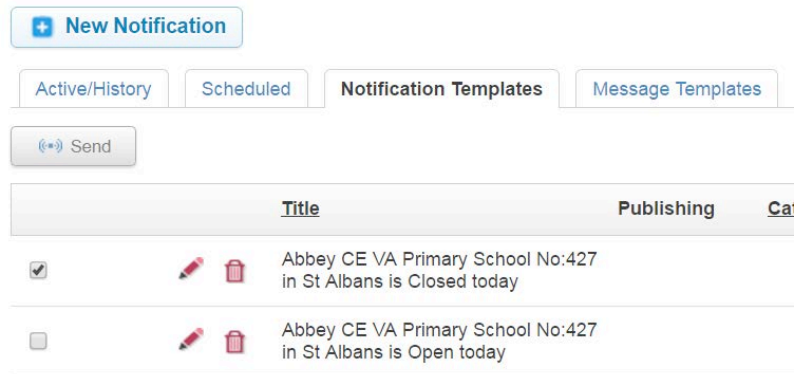 New Notification
Active/History Scheduled Notification Templates Message Templates
Send
Title Publishing
Abbey CE VA Primary School No:427
in St Albans is Closed today
Abbey CE VA Primary School No:427
in St Albans is Open today